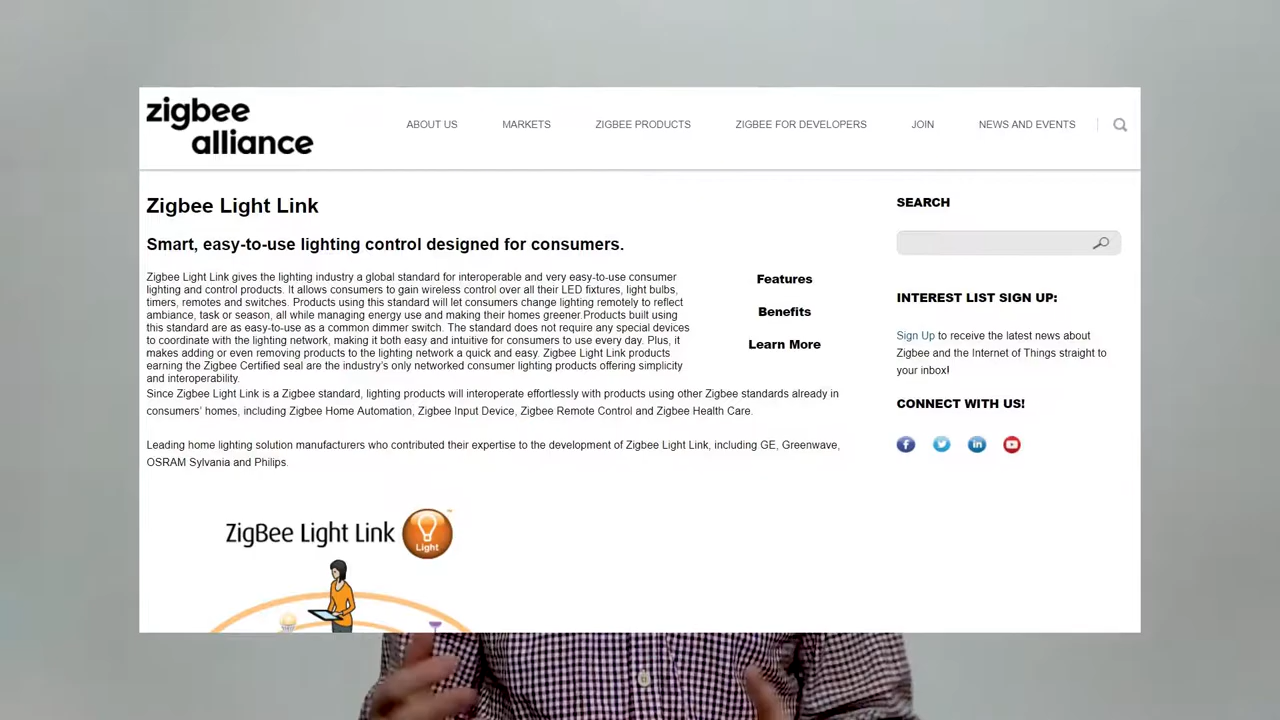 zigbee
alliance
ABOUT US
MARKETS
ZIGBEE PRODUCTS
ZIGBEE FOR DEVELOPERS
JOIN
NEWS AND EVENTS
Zigbee Light Link
Smart, easy-to-use lighting control designed for consumers.
Zigbee Light Link gives the lighting industry a global standard for interoperable and very easy-to-use consumer
lighting and control products. It allows consumers to gain wireless control over all their LED fixtures, light bulbs,
timers, remotes and switches. Products using this standard will let consumers change lighting remotely to reflect
ambiance, task or season, all while managing energy use and making their homes greener.Products built using
this standard are as easy-to-use as a common dimmer switch. The standard does not require any special devices
to coordinate with the lighting network, making it both easy and intuitive for consumers to use every day. Plus, it
makes adding or even removing products to the lighting network a quick and easy. Zigbee Light Link products
earning the Zigbee Certified seal are the industry's only networked consumer lighting products offering simplicity
and interoperability.
Since Zigbee Light Link is a Zigbee standard, lighting products will interoperate effortlessly with products using other Zigbee standards already in
consumers' homes, including Zigbee Home Automation, Zigbee Input Device, Zigbee Remote Control and Zigbee Health Care.
Leading home lighting solution manufacturers who contributed their expertise to the development of Zigbee Light Link, including GE, Greenwave,
OSRAM Sylvania and Philips.
Features
Benefits
Learn More
SEARCH
INTEREST LIST SIGN UP:
Sign Up to receive the latest news about
Zigbee and the Internet of Things straight to
your inbox!
CONNECT WITH US!
ZigBee Light Link
Light